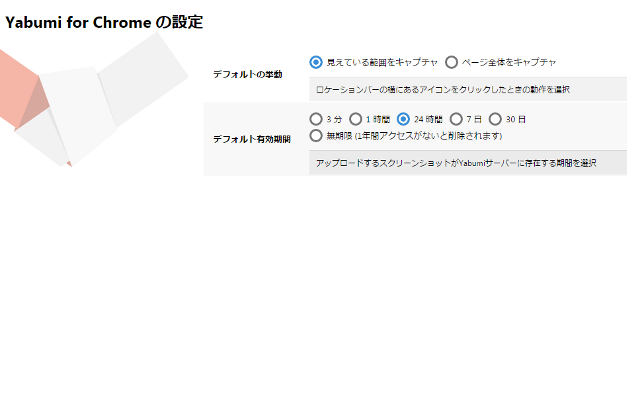 Yabumi for Chrome の設定
デフォルトの挙動
見えている範囲をキャプチャ ページ全体をキャプチャ
ロケーションバーの横にあるアイコンをクリックしたときの動作を選択
デフォルト有効期間
3 分 1 時間 24 時間 7 日 30 日
無期限 (1年間アクセスがないと削除されます)
アップロードするスクリーンショットがYabumiサーバーに存在する期間を選択